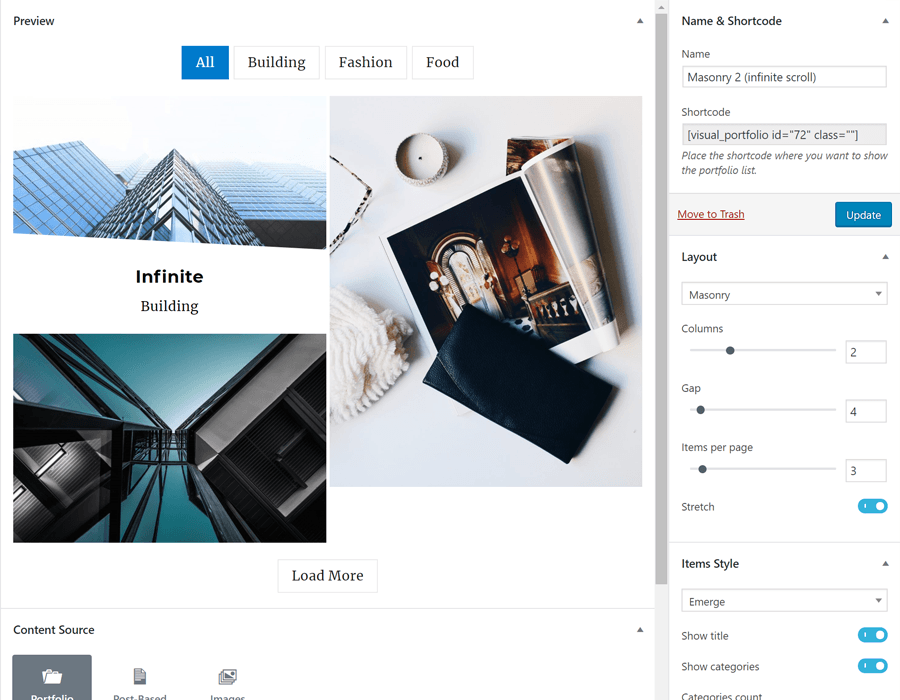 Preview
All
Building
Fashion
Food
Infinite
Building
Load More
Content Source
Portfolio
Post-Based
Images
Name & Shortcode
Name
Masonry 2 (infinite scroll)
Shortcode
[visual_portfolio id="72" class=""]
Place the shortcode where you want to show
the portfolio list.
Move to Trash
Update
Layout
Masonry
Columns
2
Gap
4
Items per page
3
Stretch
Items Style
Emerge
Show title
Show categories
Categories count